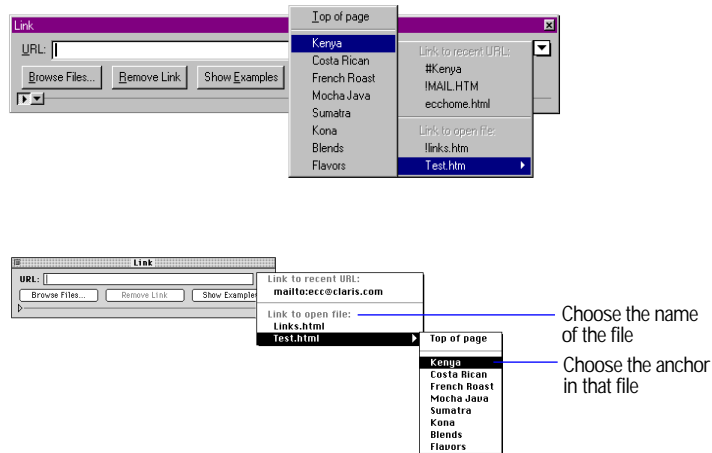 Link
URL:
Browse Files...
Remove Link
Show Examples
Top of page
Kenya
Costa Rican
French Roast
Mocha Java
Sumatra
Kona
Blends
Flavors
Link to recent URL:
#Kenya
!MAIL.HTM
ecchome.html
Link to open file:
!links.htm
Test.htm
Link
URL:
Browse Files...
Remove Link
Show Example
Link to recent URL:
mailto:ecc@claris.com
Link to open file:
Links.html
Test.html
Top of page
Kenya
Costa Rican
French Roast
Mocha Java
Sumatra
Kona
Blends
Flavors
Choose the name
of the file
Choose the anchor
in that file